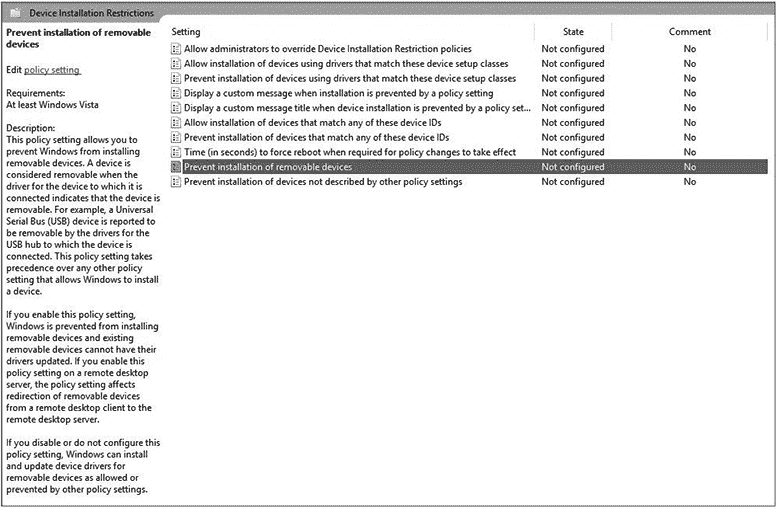 Device Installation Restrictions
Prevent installation of removable
devices
Edit policy setting
Requirements:
At least Windows Vista
Description:
This policy setting allows you to
prevent Windows from installing
removable devices. A device is
considered removable when the
driver for the device to which it is
connected indicates that the device is
removable. For example, a Universal
Serial Bus (USB) device is reported to
be removable by the drivers for the
USB hub to which the device is
connected. This policy setting takes
precedence over any other policy
setting that allows Windows to install
a device.
If you enable this policy setting,
Windows is prevented from installing
removable devices and existing
removable devices cannot have their
drivers updated. If you enable this
policy setting on a remote desktop
server, the policy setting affects
redirection of removable devices
from a remote desktop client to the
remote desktop server.
If you disable or do not configure this
policy setting, Windows can install
and update device drivers for
removable devices as allowed or
prevented by other policy settings.
Setting State Comment
Allow administrators to override Device Installation Restriction policies Not configured No
Allow installation of devices using drivers that match these device setup classes Not configured No
Prevent installation of devices using drivers that match these device setup classes Not configured No
Display a custom message when installation is prevented by a policy setting Not configured No
Display a custom message title when device installation is prevented by a policy set... Not configured No
Allow installation of devices that match any of these device IDs Not configured No
Prevent installation of devices that match any of these device IDs Not configured No
Time (in seconds) to force reboot when required for policy changes to take effect Not configured No
Prevent installation of removable devices Not configured No
Prevent installation of devices not described by other policy settings Not configured No